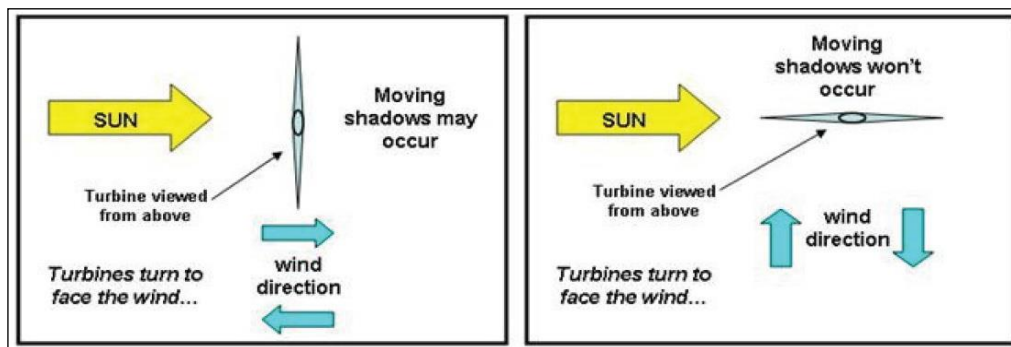 SUN
Moving
shadows may
occur
Turbine viewed
from above
wind
direction
Turbines turn to
face the wind...
Moving
shadows won't
occur
SUN
Turbine viewed
from above
wind
direction
Turbines turn to
face the wind...